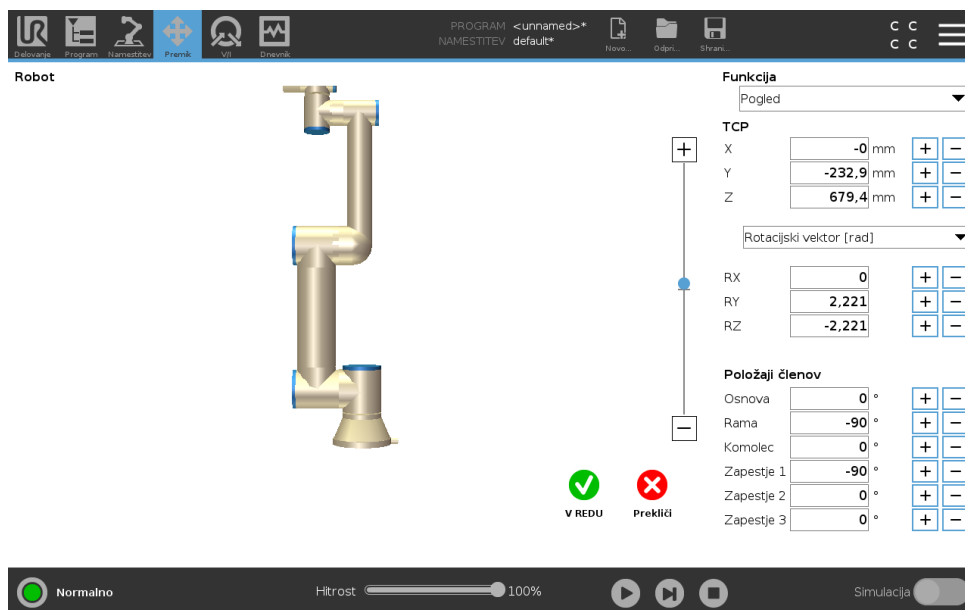 PROGRAM <unnamed>*
NAMESTITEV default*
C C
C C
Delovanje Program Namestitev Premik V/I Dnevnik Novo... Odpri... Shrani...
Robot
Funkcija
Pogled
TCP
X -0 mm + −
Y -232,9 mm + −
Z 679,4 mm + −
Rotacijski vektor [rad]
RX 0 + −
RY 2,221 + −
RZ -2,221 + −
Položaji členov
Osnova 0 ° + −
Rama -90 ° + −
Komolec 0 ° + −
Zapestje 1 -90 ° + −
Zapestje 2 0 ° + −
Zapestje 3 0 ° + −
V REDU Prekliči
Normalno Hitrost 100% Simulacija